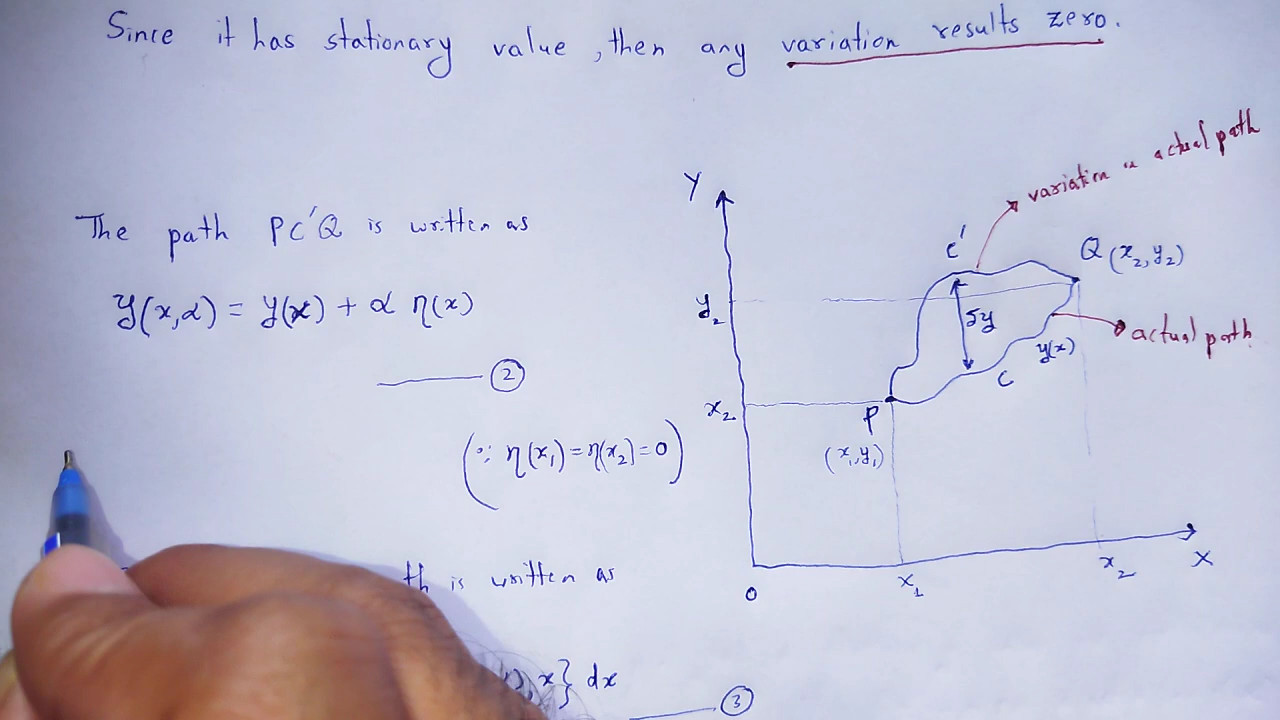 Since it has stationary value, then any variation results zero.
The path PC'Q is written as
y(x,α) = y(x) + α η(x)
②
(∵ η(x₁) = η(x₂) = 0)
th is written as
,x} dx
③
Y
variation in actual path
C'
Q (x₂, y₂)
y₂
δy
actual path
y(x)
C
x₂
P
(x₁, y₁)
O
x₁
x₂
X